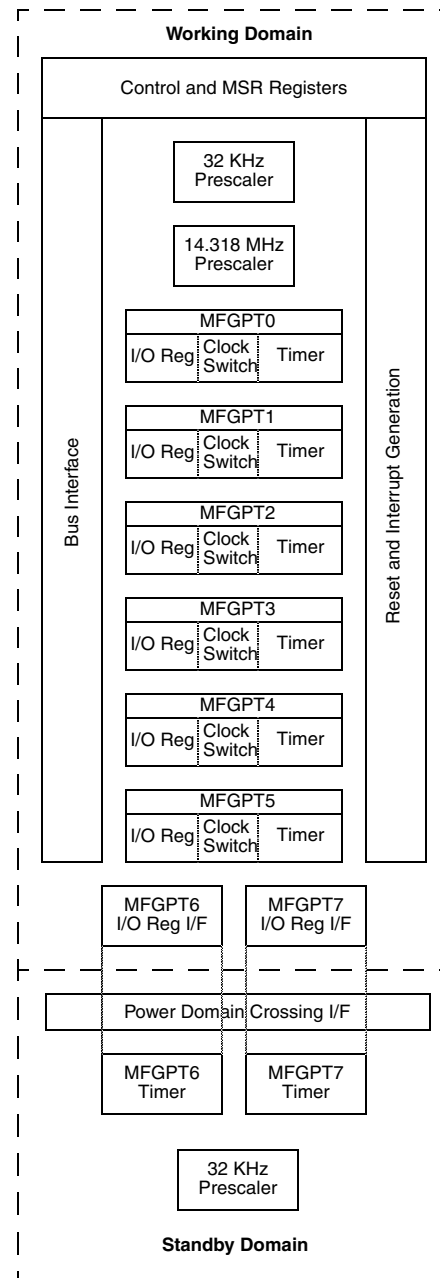 Working Domain
Control and MSR Registers
32 KHz
Prescaler
14.318 MHz
Prescaler
MFGPT0
I/O Reg
Clock
Switch
Timer
MFGPT1
I/O Reg
Clock
Switch
Timer
MFGPT2
I/O Reg
Clock
Switch
Timer
MFGPT3
I/O Reg
Clock
Switch
Timer
MFGPT4
I/O Reg
Clock
Switch
Timer
MFGPT5
I/O Reg
Clock
Switch
Timer
Bus Interface
Reset and Interrupt Generation
MFGPT6
I/O Reg I/F
MFGPT7
I/O Reg I/F
Power Domain Crossing I/F
MFGPT6
Timer
MFGPT7
Timer
32 KHz
Prescaler
Standby Domain